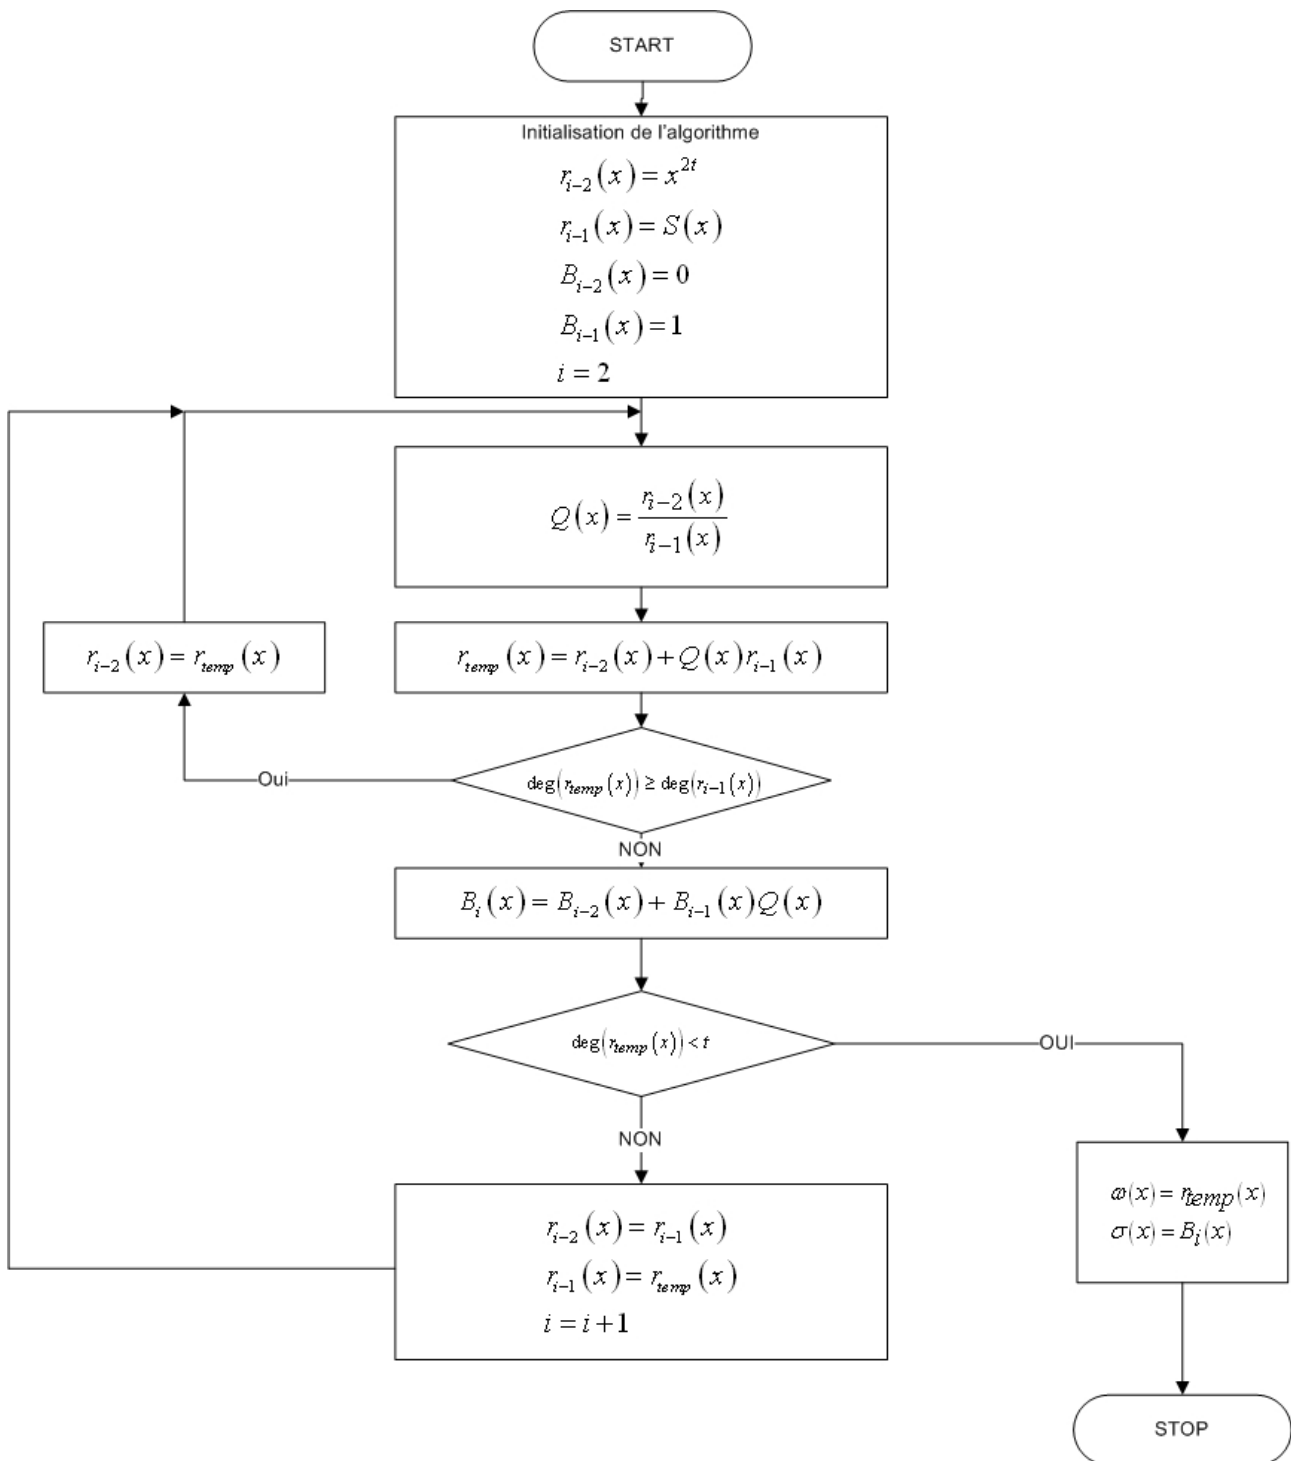 START
Initialisation de l'algorithme
r_{i-2}(x) = x^{2t}
r_{i-1}(x) = S(x)
B_{i-2}(x) = 0
B_{i-1}(x) = 1
i = 2
Q(x) = \frac{r_{i-2}(x)}{r_{i-1}(x)}
r_{i-2}(x) = r_{temp}(x)
r_{temp}(x) = r_{i-2}(x) + Q(x)r_{i-1}(x)
Oui
deg(r_{temp}(x)) ≥ deg(r_{i-1}(x))
NON
B_i(x) = B_{i-2}(x) + B_{i-1}(x)Q(x)
deg(r_{temp}(x)) < t
OUI
NON
ω(x) = r_{temp}(x)
σ(x) = B_i(x)
r_{i-2}(x) = r_{i-1}(x)
r_{i-1}(x) = r_{temp}(x)
i = i + 1
STOP